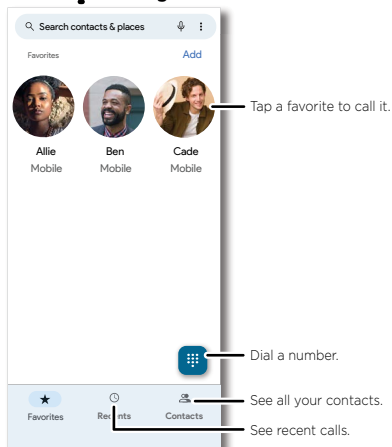 Search contacts & places
Favorites Add
Tap a favorite to call it.
Allie Ben Cade
Mobile Mobile Mobile
Dial a number.
See all your contacts.
Favorites Recents Contacts
See recent calls.